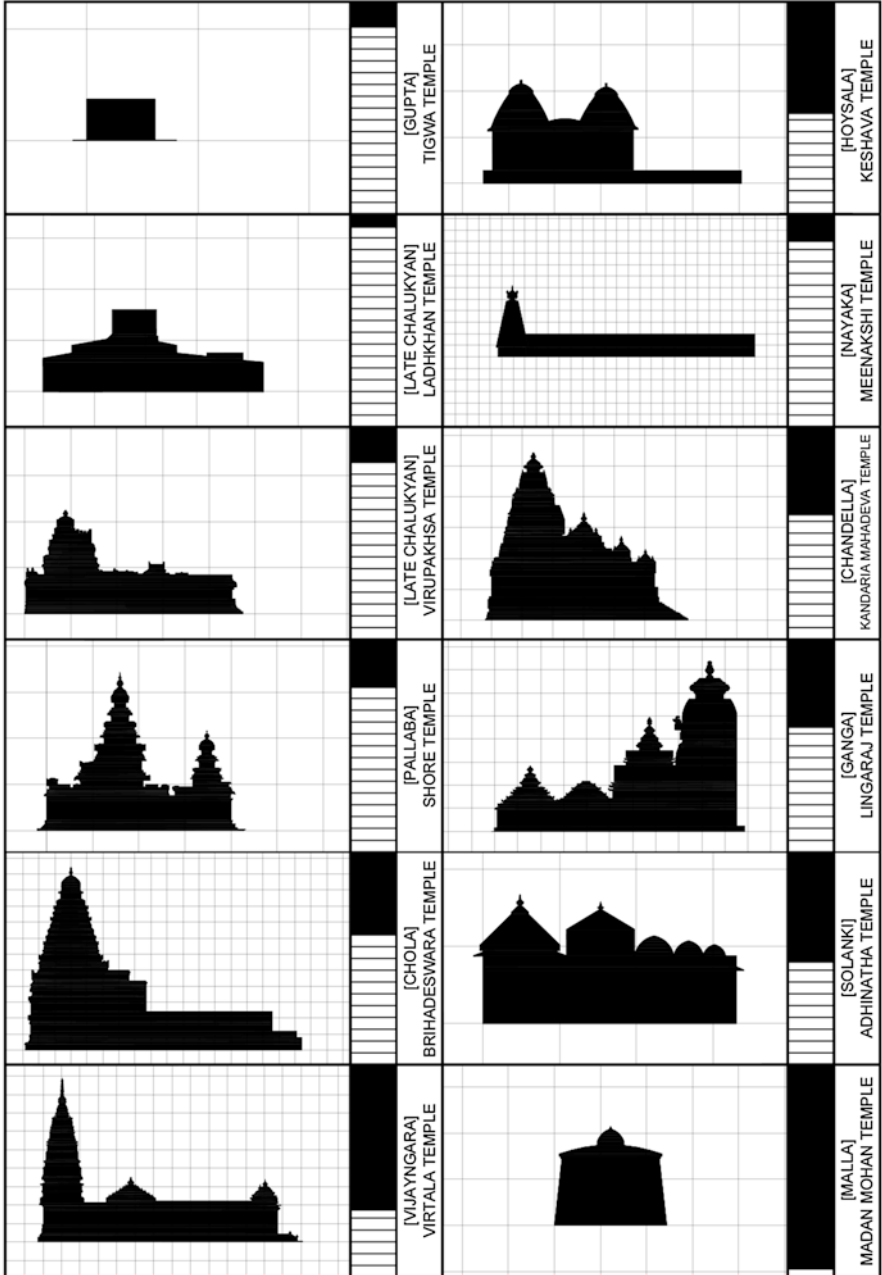 [GUPTA]
TIGWA TEMPLE
[HOYSALA]
KESHAVA TEMPLE
[LATE CHALUKYAN]
LADHKHAN TEMPLE
[NAYAKA]
MEENAKSHI TEMPLE
[LATE CHALUKYAN]
VIRUPAKHSA TEMPLE
[CHANDELLA]
KANDARIA MAHADEVA TEMPLE
[PALLABA]
SHORE TEMPLE
[GANGA]
LINGARAJ TEMPLE
[CHOLA]
BRIHADESWARA TEMPLE
[SOLANKI]
ADHINATHA TEMPLE
[VIJAYNGARA]
VIRTALA TEMPLE
[MALLA]
MADAN MOHAN TEMPLE